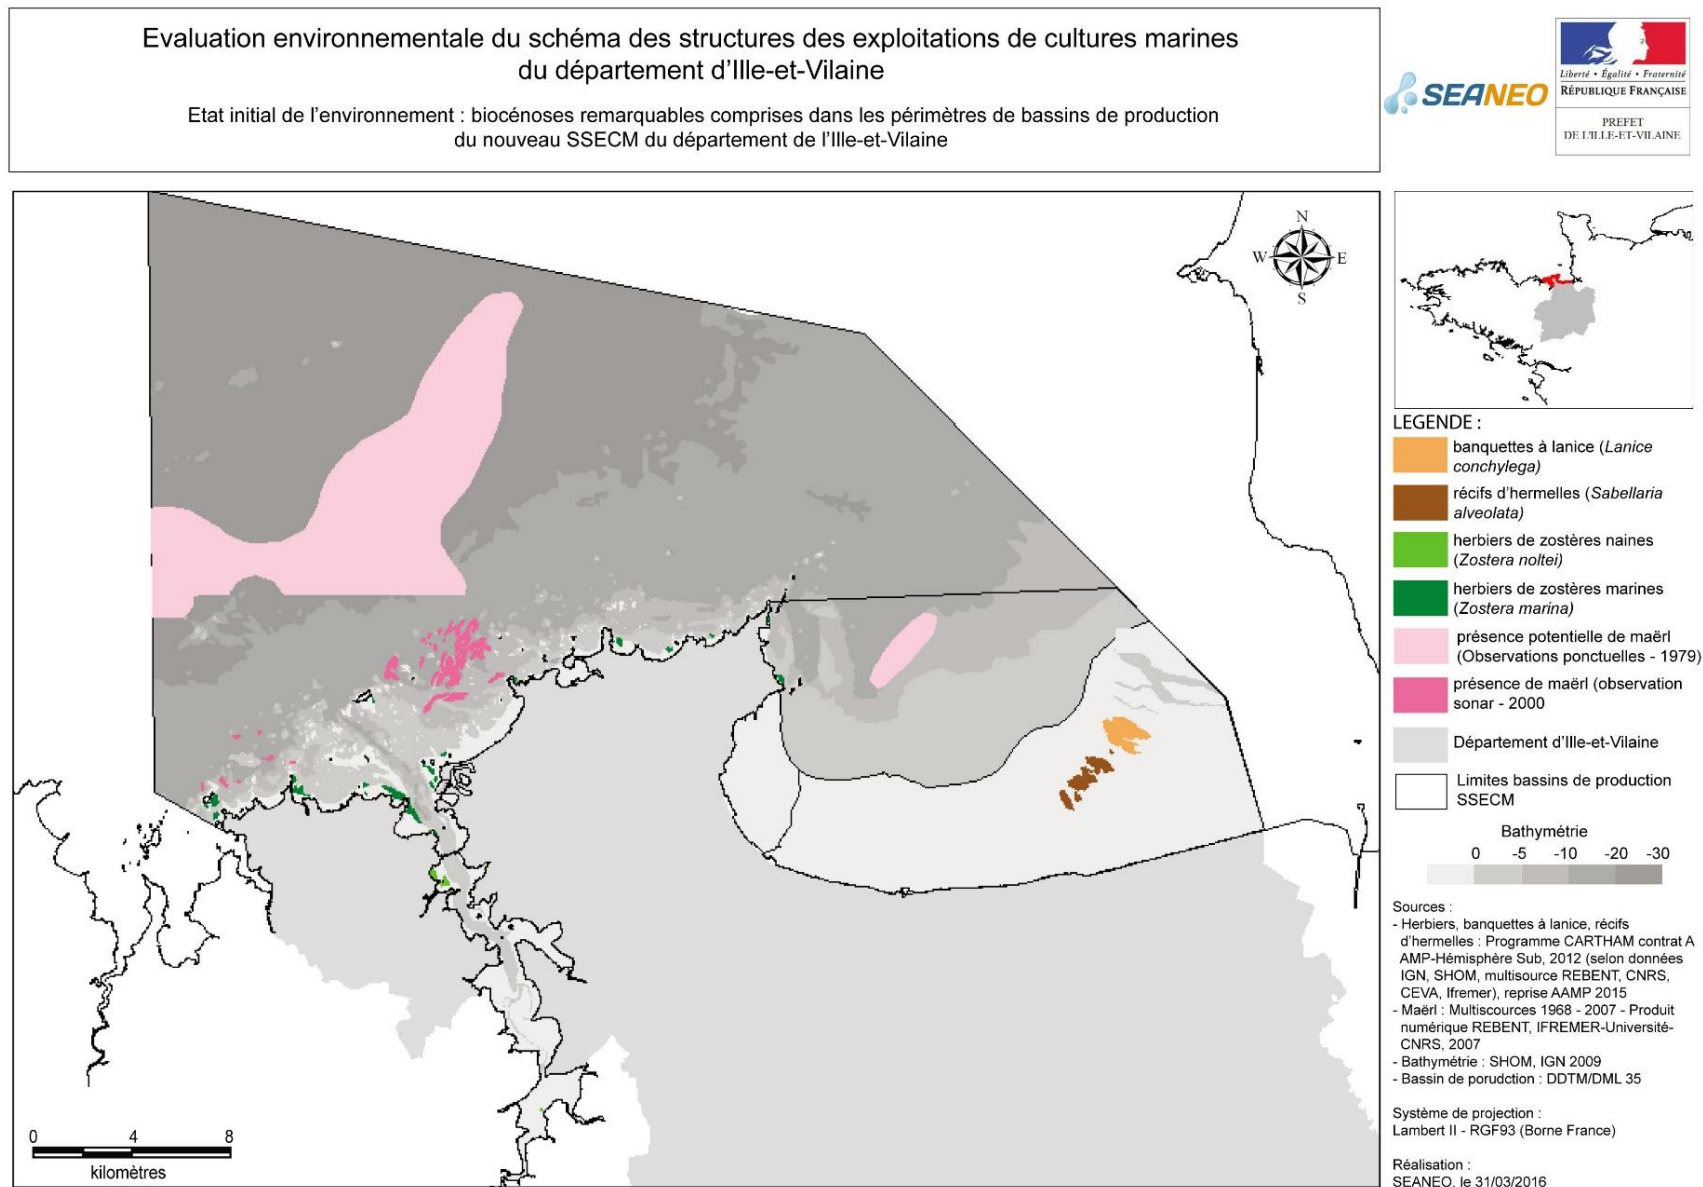 Evaluation environnementale du schéma des structures des exploitations de cultures marines
du département d'Ille-et-Vilaine
Etat initial de l'environnement : biocénoses remarquables comprises dans les périmètres de bassins de production
du nouveau SSECM du département de l'Ille-et-Vilaine
SEANEO
Liberté • Égalité • Fraternité
RÉPUBLIQUE FRANÇAISE
PREFET
DE L'ILLE-ET-VILAINE
N
W
E
S
LEGENDE :
banquettes à lanice (Lanice
conchylega)
récifs d'hermelles (Sabellaria
alveolata)
herbiers de zostères naines
(Zostera noltei)
herbiers de zostères marines
(Zostera marina)
présence potentielle de maërl
(Observations ponctuelles - 1979)
présence de maërl (observation
sonar - 2000
Département d'Ille-et-Vilaine
Limites bassins de production
SSECM
Bathymétrie
0 -5 -10 -20 -30
Sources :
- Herbiers, banquettes à lanice, récifs
d'hermelles : Programme CARTHAM contrat A
AMP-Hémisphère Sub, 2012 (selon données
IGN, SHOM, multisource REBENT, CNRS,
CEVA, Ifremer), reprise AAMP 2015
- Maërl : Multiscources 1968 - 2007 - Produit
numérique REBENT, IFREMER-Université-
CNRS, 2007
- Bathymétrie : SHOM, IGN 2009
- Bassin de porudction : DDTM/DML 35
Système de projection :
Lambert II - RGF93 (Borne France)
Réalisation :
SEANEO, le 31/03/2016
0 4 8
kilomètres